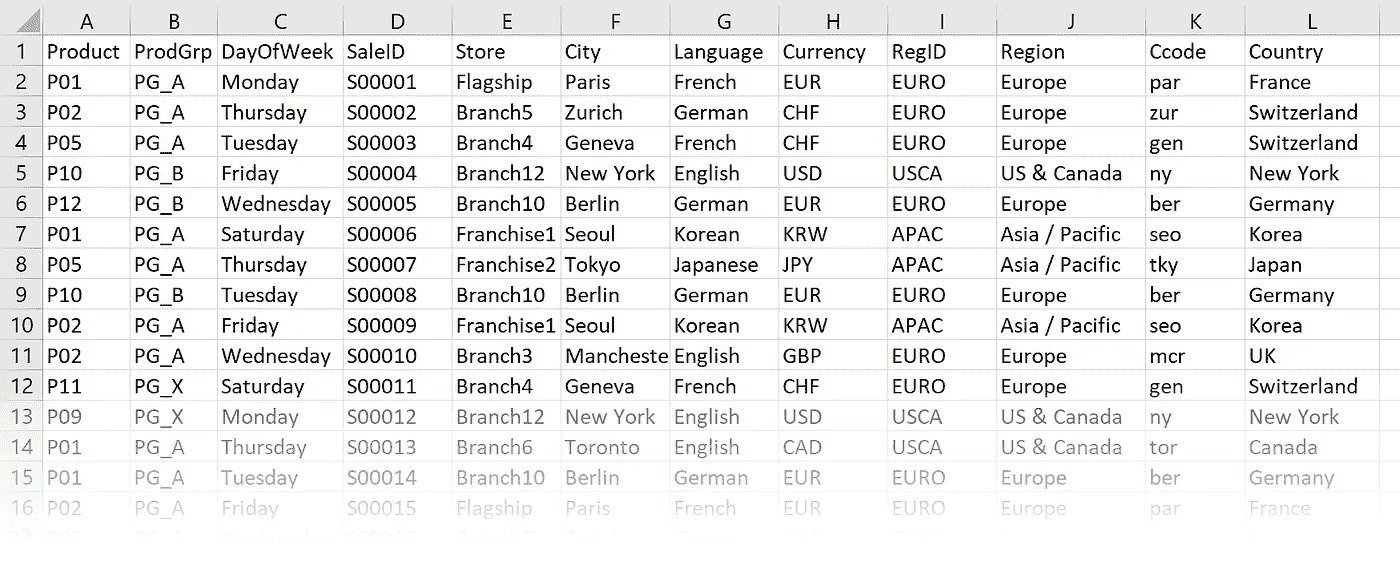 A B C D E F G H I J K L
1 Product ProdGrp DayOfWeek SaleID Store City Language Currency RegID Region Ccode Country
2 P01 PG_A Monday S00001 Flagship Paris French EUR EURO Europe par France
3 P02 PG_A Thursday S00002 Branch5 Zurich German CHF EURO Europe zur Switzerland
4 P05 PG_A Tuesday S00003 Branch4 Geneva French CHF EURO Europe gen Switzerland
5 P10 PG_B Friday S00004 Branch12 New York English USD USCA US & Canada ny New York
6 P12 PG_B Wednesday S00005 Branch10 Berlin German EUR EURO Europe ber Germany
7 P01 PG_A Saturday S00006 Franchise1 Seoul Korean KRW APAC Asia / Pacific seo Korea
8 P05 PG_A Thursday S00007 Franchise2 Tokyo Japanese JPY APAC Asia / Pacific tky Japan
9 P10 PG_B Tuesday S00008 Branch10 Berlin German EUR EURO Europe ber Germany
10 P02 PG_A Friday S00009 Franchise1 Seoul Korean KRW APAC Asia / Pacific seo Korea
11 P02 PG_A Wednesday S00010 Branch3 Mancheste English GBP EURO Europe mcr UK
12 P11 PG_X Saturday S00011 Branch4 Geneva French CHF EURO Europe gen Switzerland
13 P09 PG_X Monday S00012 Branch12 New York English USD USCA US & Canada ny New York
14 P01 PG_A Thursday S00013 Branch6 Toronto English CAD USCA US & Canada tor Canada
15 P01 PG_A Tuesday S00014 Branch10 Berlin German EUR EURO Europe ber Germany
16 P02 PG_A Friday S00015 Flagship Paris French EUR EURO Europe par France